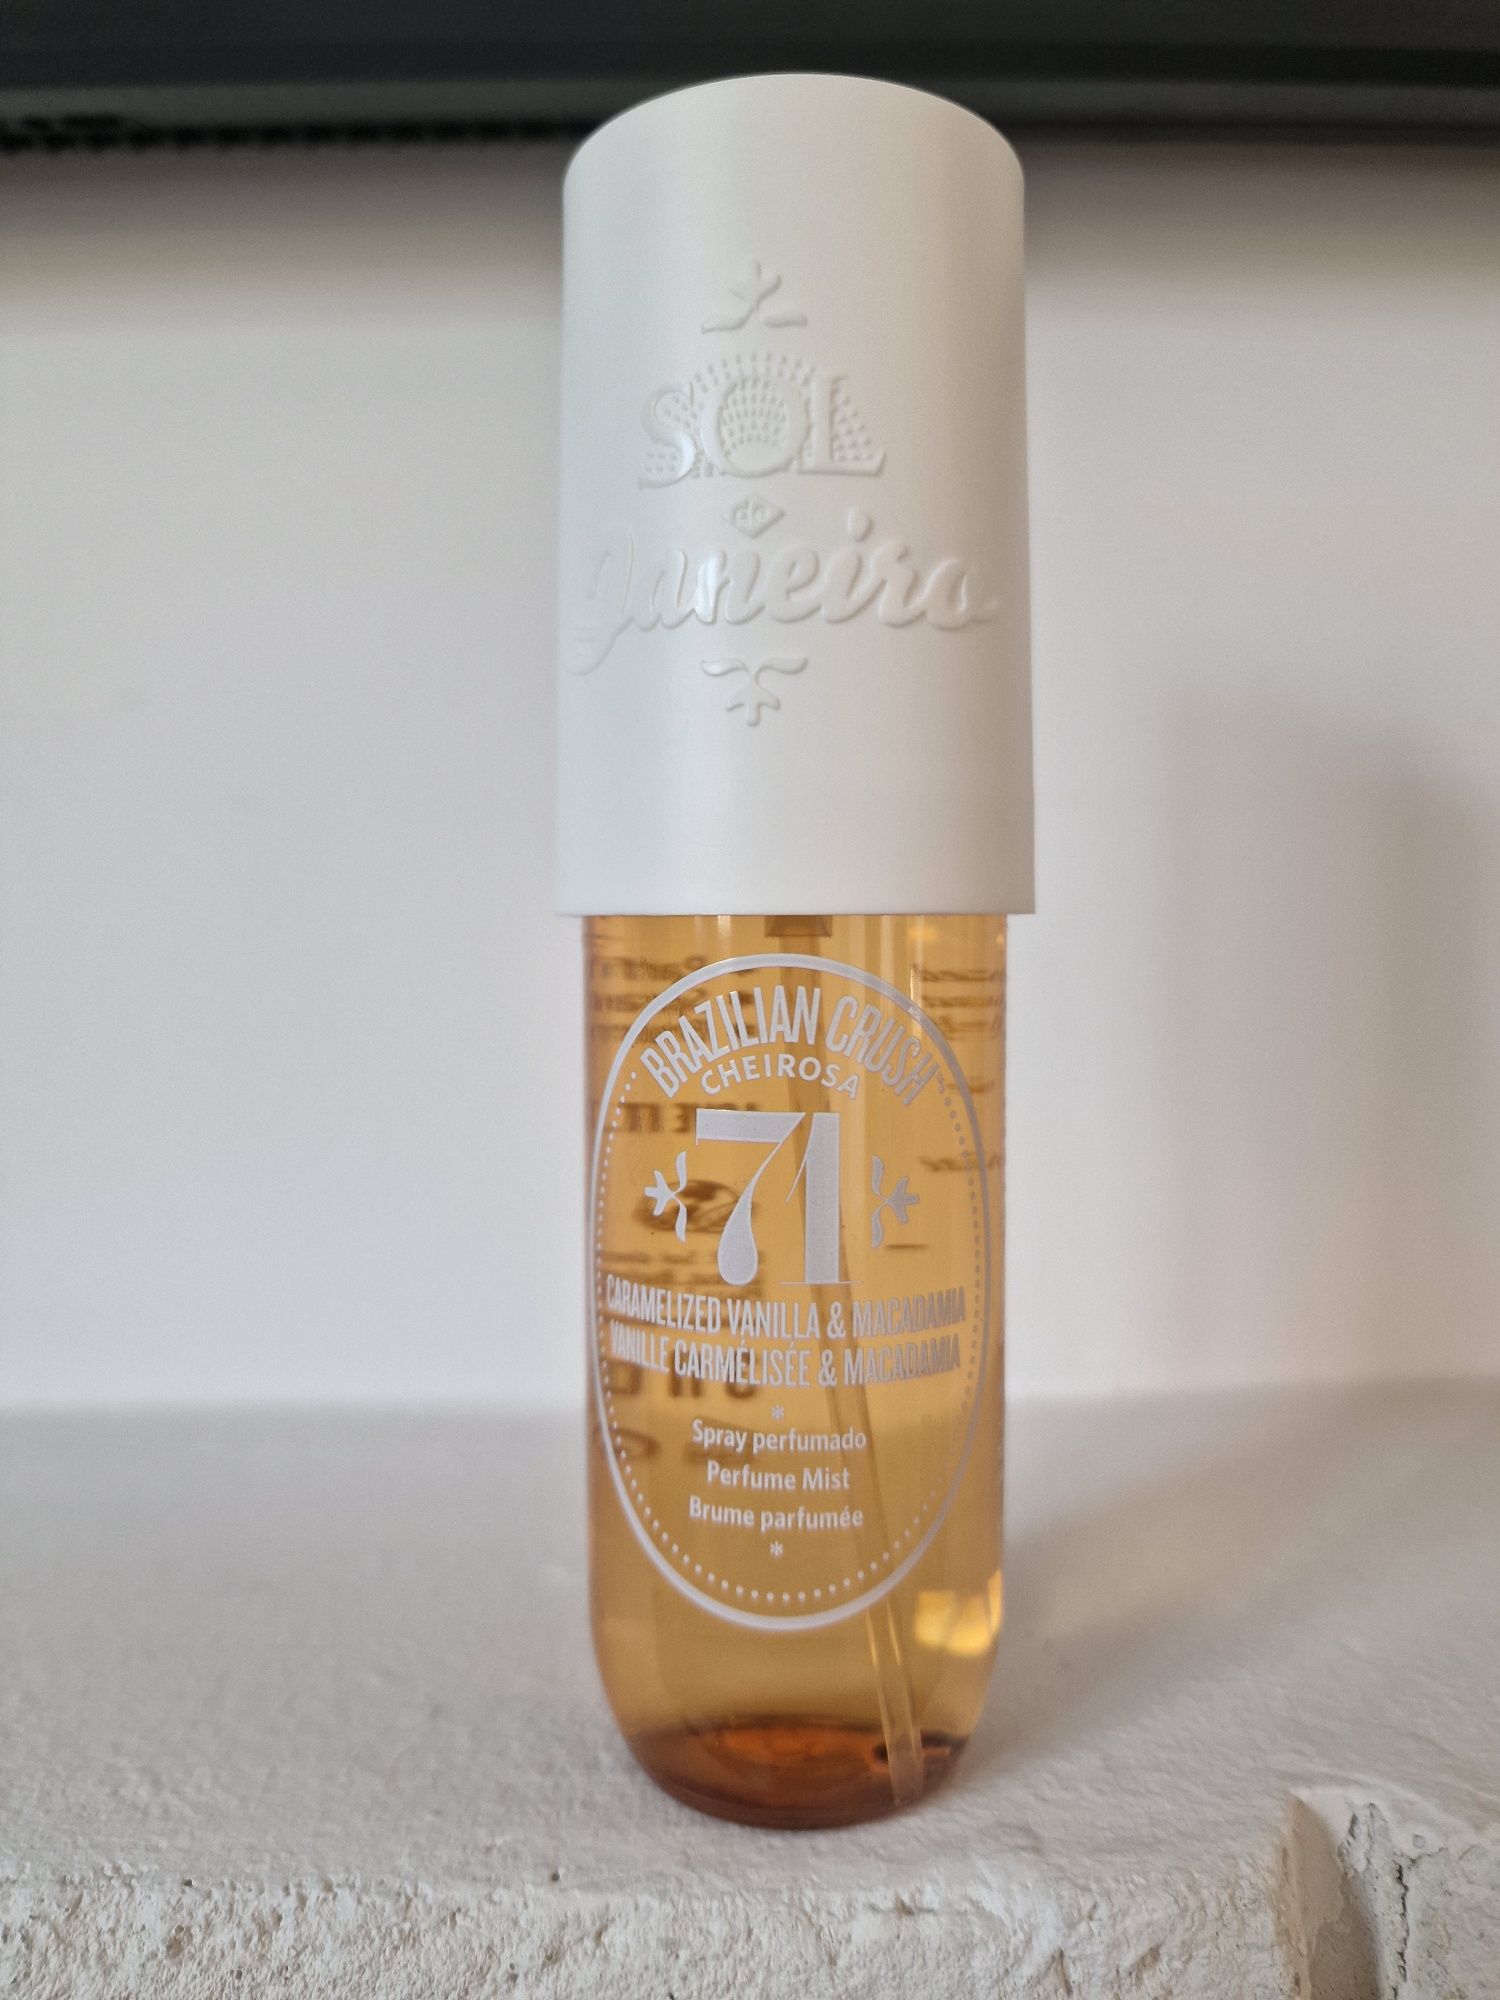 SOL
de
Janeiro
BRAZILIAN CRUSH
CHEIROSA
71
CARAMELIZED VANILLA & MACADAMIA
VANILLE CARMÉLISÉE & MACADAMIA
*
Spray perfumado
Perfume Mist
Brume parfumée
*